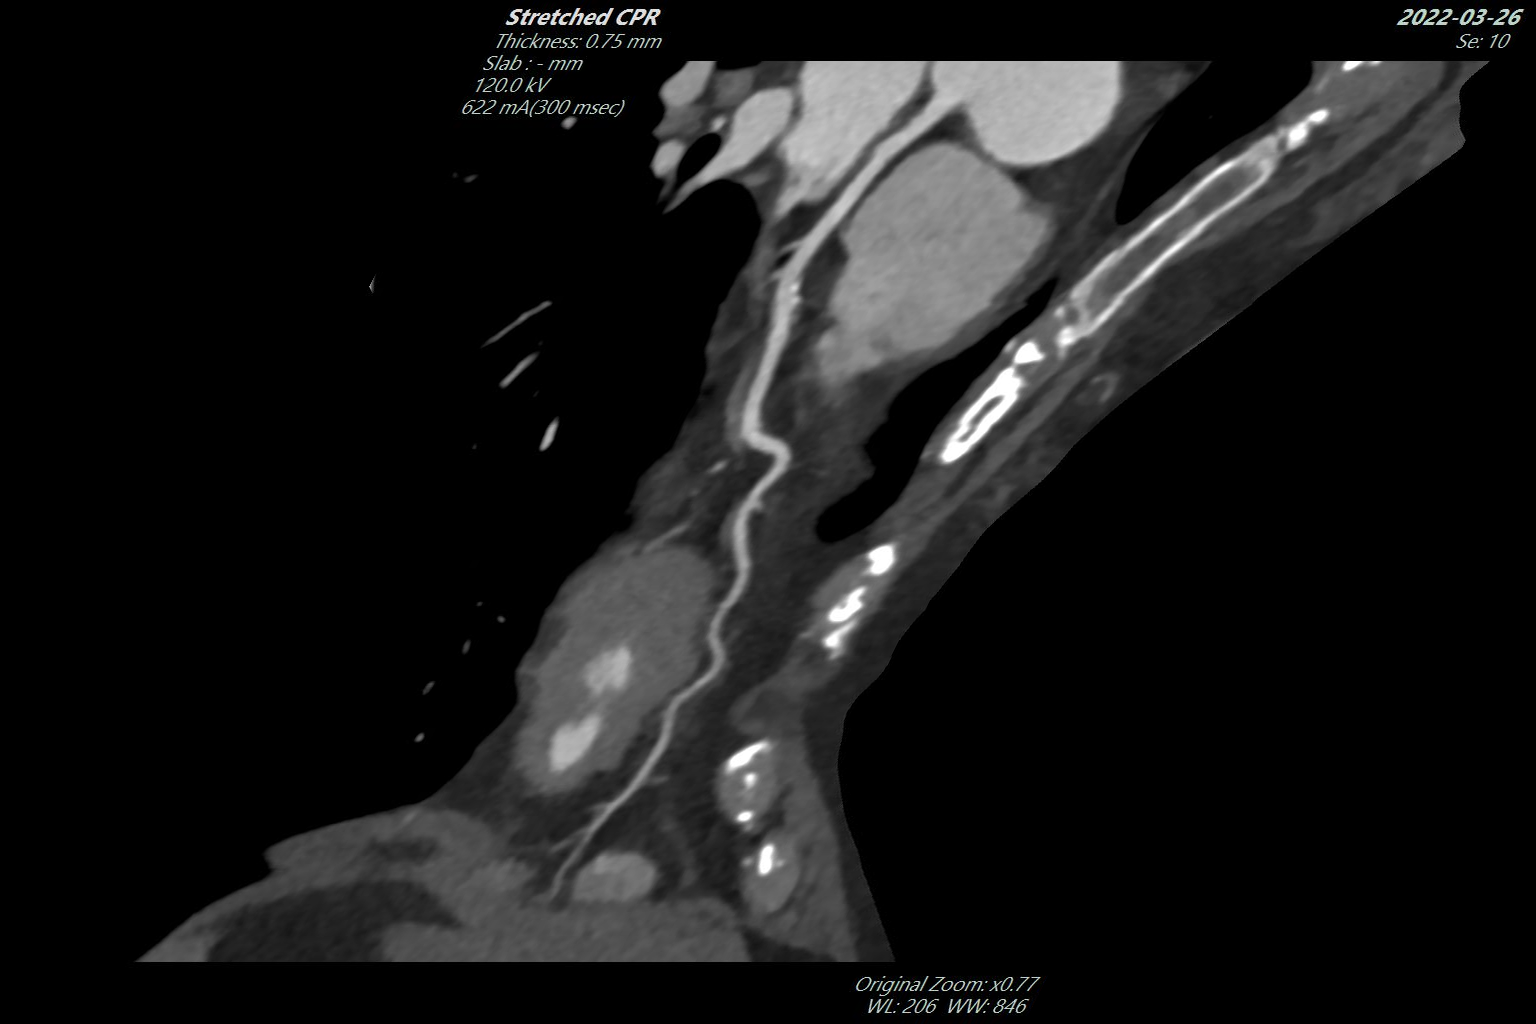 Stretched CPR
Thickness: 0.75 mm
Slab : - mm
120.0 kV
622 mA(300 msec)
2022-03-26
Se: 10
Original Zoom: x0.77
WL: 206 WW: 846